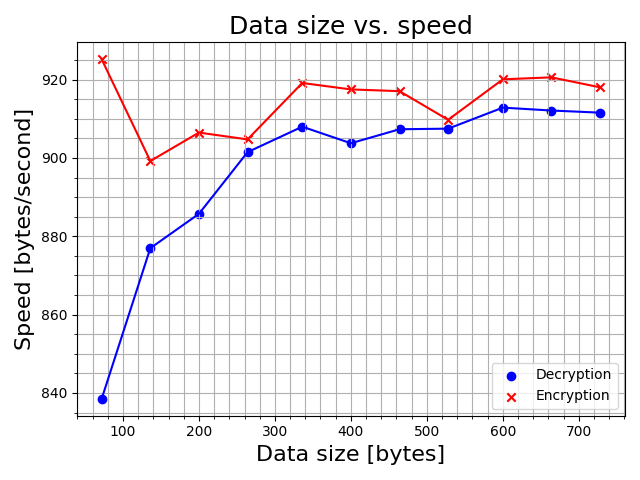 Data size vs. speed
Speed [bytes/second]
920
900
880
860
840
100 200 300 400 500 600 700
Data size [bytes]
Decryption
Encryption